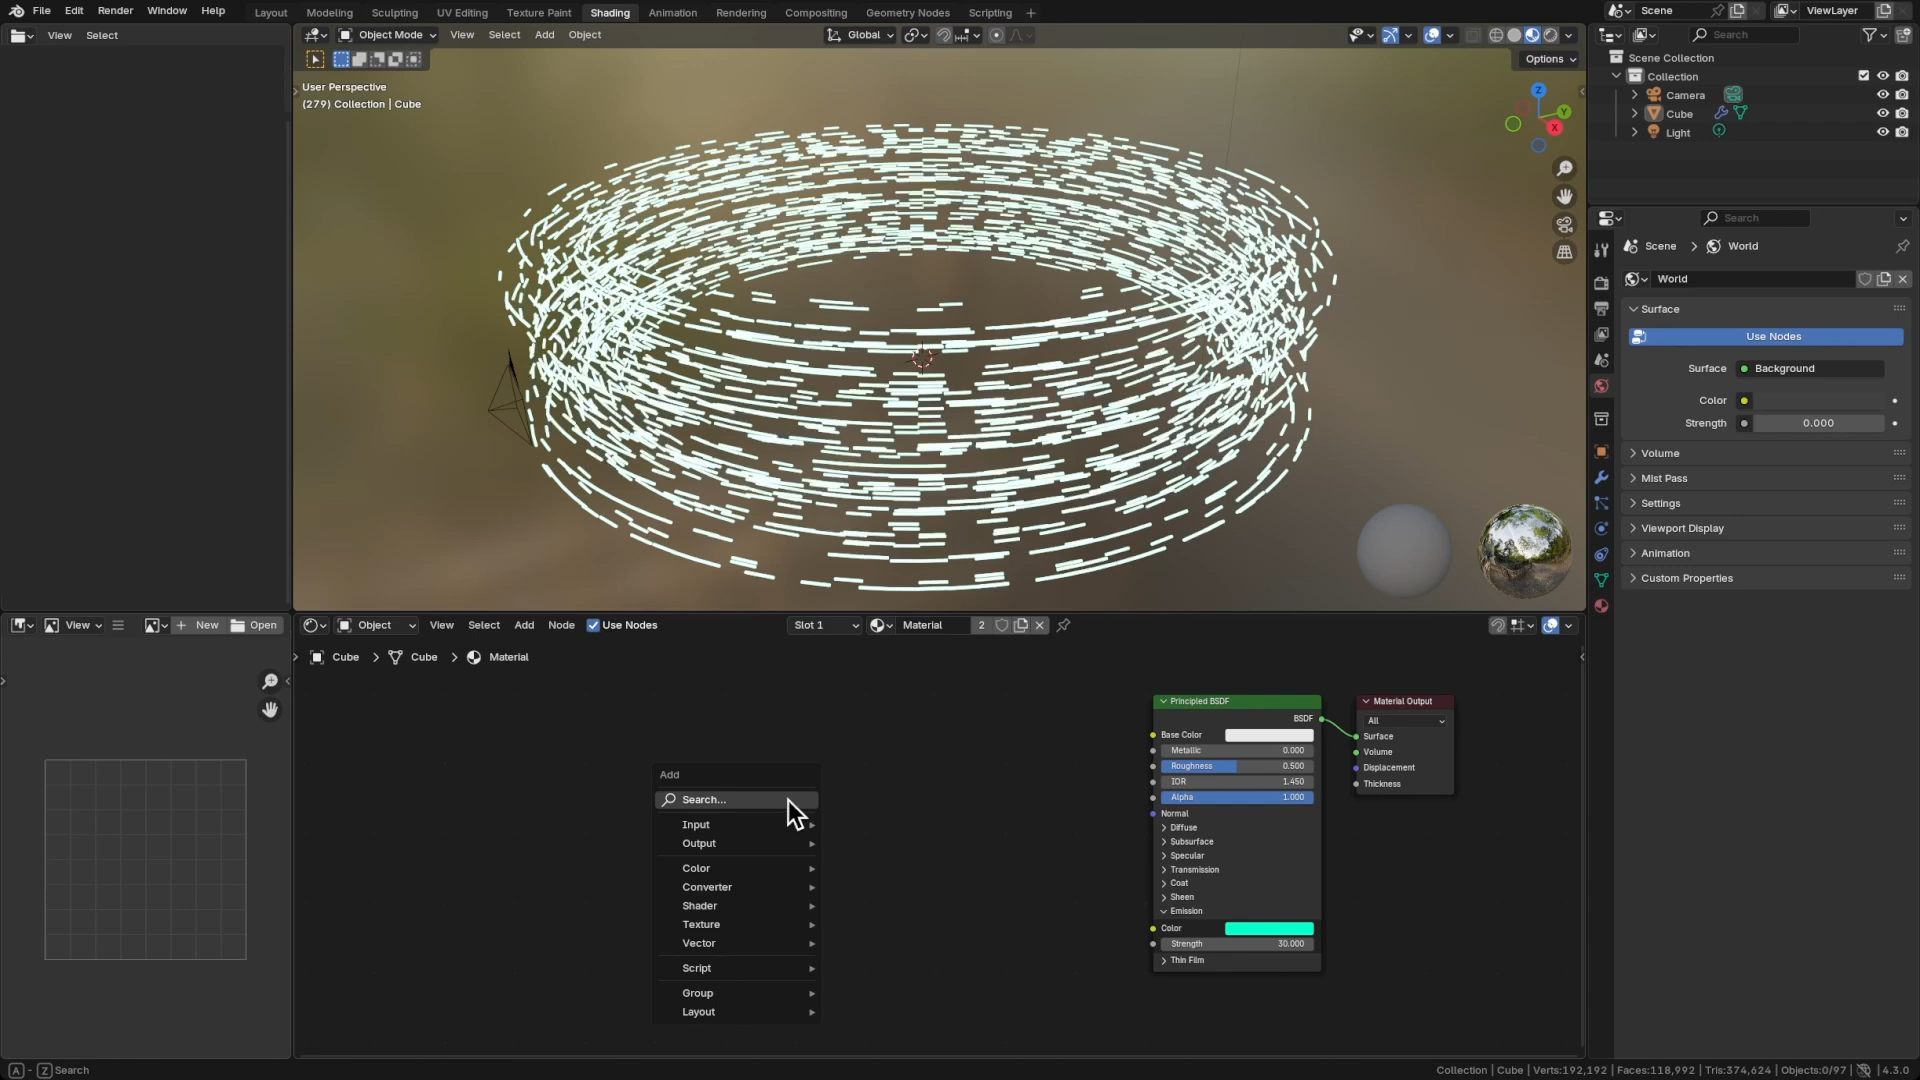 File Edit Render Window Help Layout Modeling Sculpting UV Editing Texture Paint Shading Animation Rendering Compositing Geometry Nodes Scripting + Scene ViewLayer
View Select
Object Mode View Select Add Object Global
Options
User Perspective
(279) Collection | Cube
Z
Y
X
Search
Scene Collection
Collection
Camera
Cube
Light
Search
Scene > World
World
Surface
Use Nodes
Surface Background
Color
Strength 0.000
Volume
Mist Pass
Settings
Viewport Display
Animation
Custom Properties
View + New Open
Object View Select Add Node Use Nodes Slot 1 Material 2
Cube > Cube > Material
Add
Search...
Input
Output
Color
Converter
Shader
Texture
Vector
Script
Group
Layout
Principled BSDF
BSDF
Base Color
Metallic 0.000
Roughness 0.500
IOR 1.450
Alpha 1.000
Normal
Diffuse
Subsurface
Specular
Transmission
Coat
Sheen
Emission
Color
Strength 30.000
Thin Film
Material Output
All
Surface
Volume
Displacement
Thickness
A - Z Search
Collection | Cube | Verts:192,192 | Faces:118,992 | Tris:374,624 | Objects:0/97 | 4.3.0